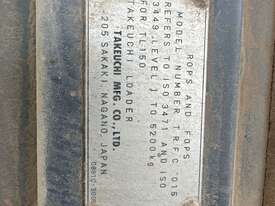 ROPS AND FOPS
MODEL NUMBER T.R.F.C 015
REFERS TO ISO 3471 AND ISO
3449 (LEVEL I) TO 5200kg
FOR TL150
TAKEUCHI LOADER
TAKEUCHI MFG. CO., LTD.
205 SAKAKI, NAGANO, JAPAN